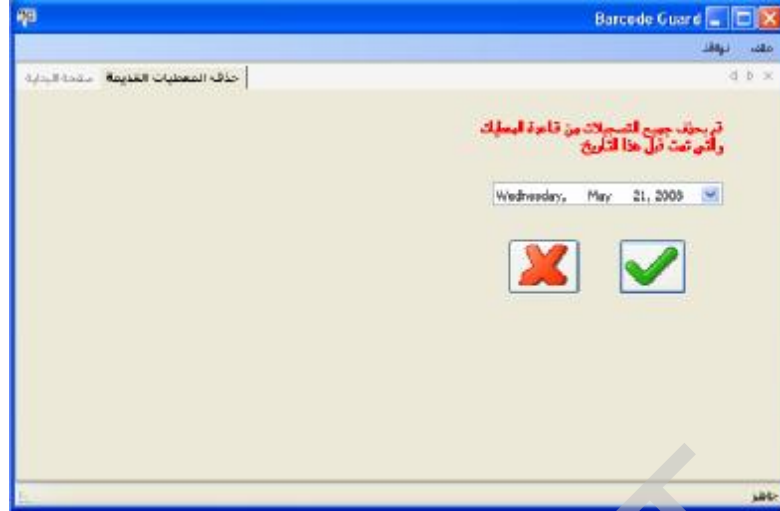 Barcode Guard
ملف نوافذ
حذف المعطيات القديمة صفحة البداية
قم بحذف جميع التسجيلات من قاعدة المعطيات
والتي تمت قبل هذا التاريخ
Wednesday, May 21, 2008
جاهز